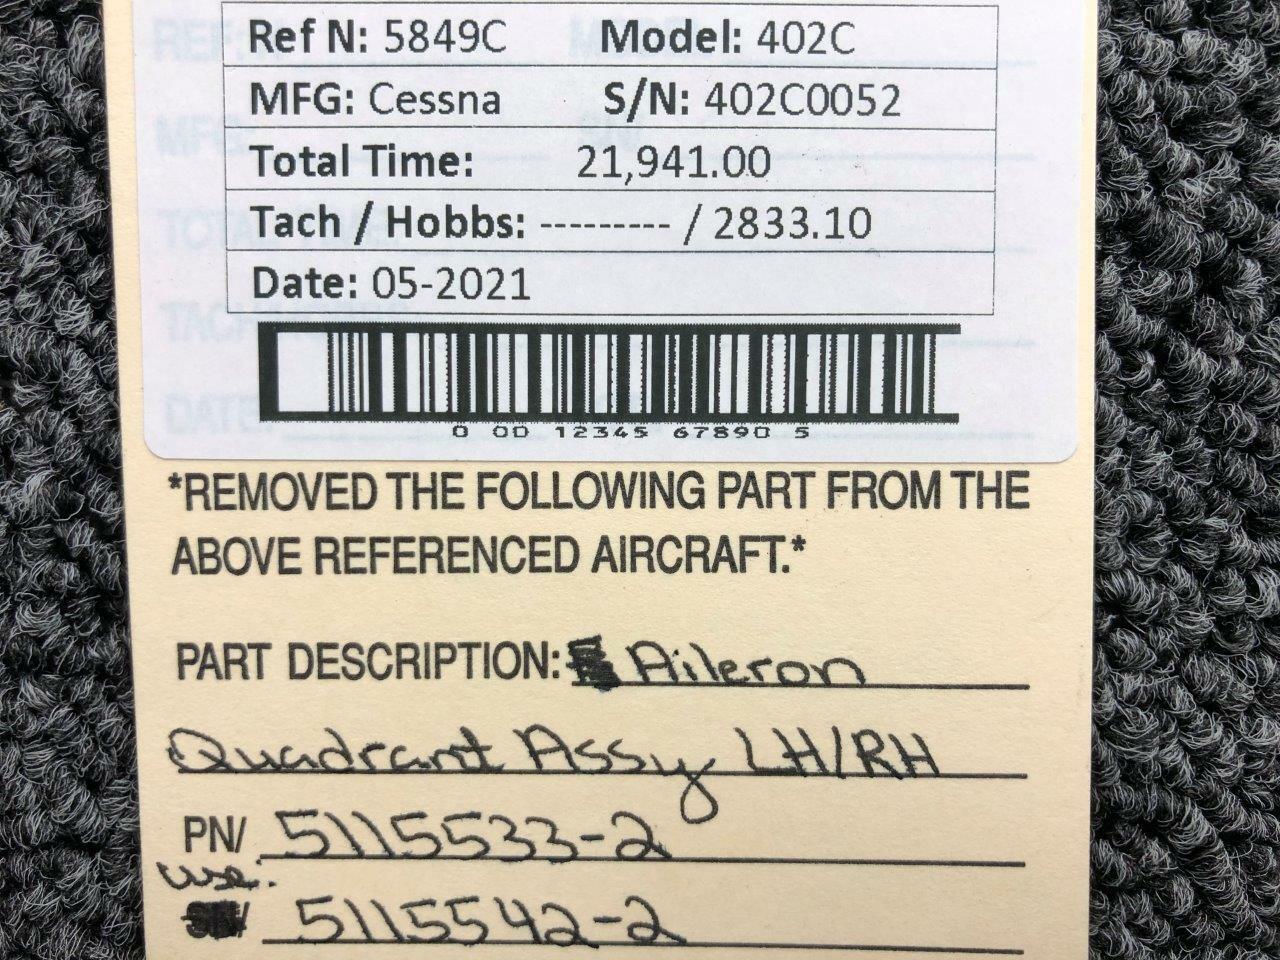 Ref N: 5849C Model: 402C
MFG: Cessna S/N: 402C0052
Total Time: 21,941.00
Tach / Hobbs: --------- / 2833.10
Date: 05-2021
0 00 12345 67890 5
*REMOVED THE FOLLOWING PART FROM THE
ABOVE REFERENCED AIRCRAFT.*
PART DESCRIPTION: Aileron
Quadrant Assy LH/RH
PN/ 5115533-2
use:
5115542-2